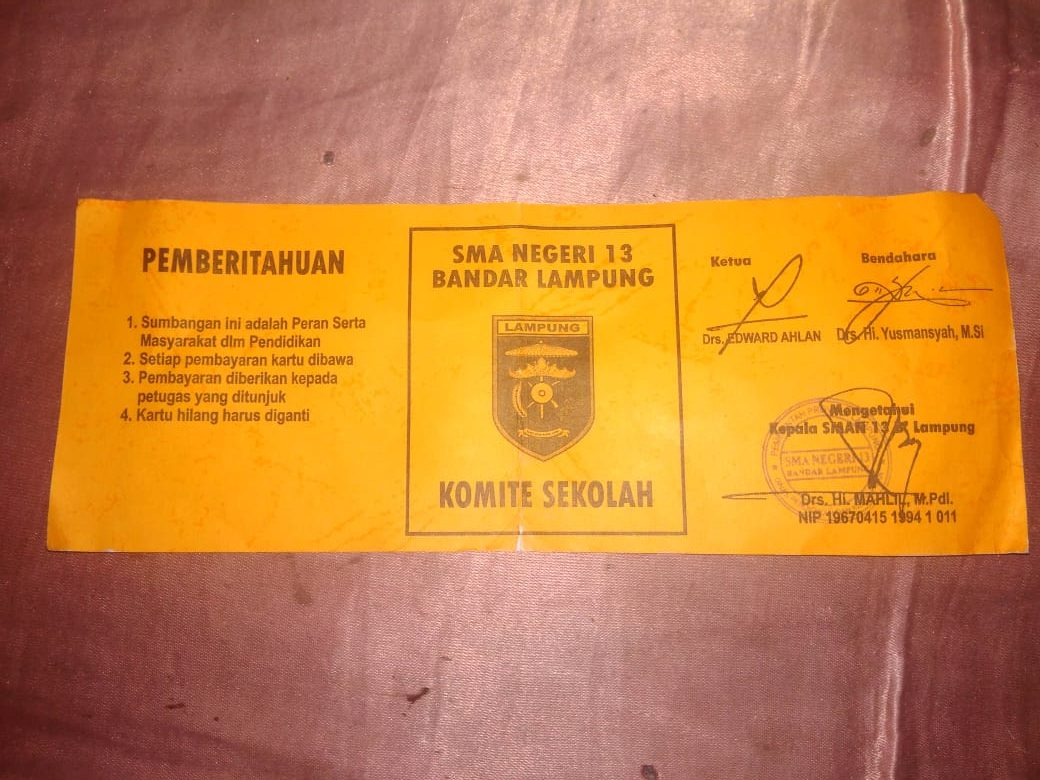 PEMBERITAHUAN
1. Sumbangan ini adalah Peran Serta
Masyarakat dlm Pendidikan
2. Setiap pembayaran kartu dibawa
3. Pembayaran diberikan kepada
petugas yang ditunjuk
4. Kartu hilang harus diganti
SMA NEGERI 13
BANDAR LAMPUNG
LAMPUNG
KOMITE SEKOLAH
Ketua
Drs. EDWARD AHLAN
Bendahara
Drs. Hi. Yusmansyah, M.Si
Mengetahui
Kepala SMAN 13 B. Lampung
SMA NEGERI 13
BANDAR LAMPUNG
Drs. Hi. MAHLIL, M.Pdl.
NIP 19670415 1994 1 011